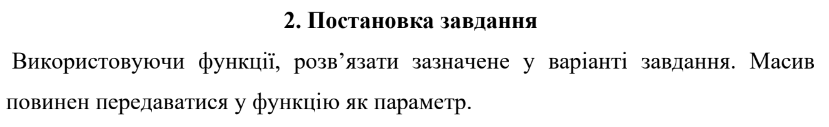 2. Постановка завдання
Використовуючи функції, розв’язати зазначене у варіанті завдання. Масив
повинен передаватися у функцію як параметр.